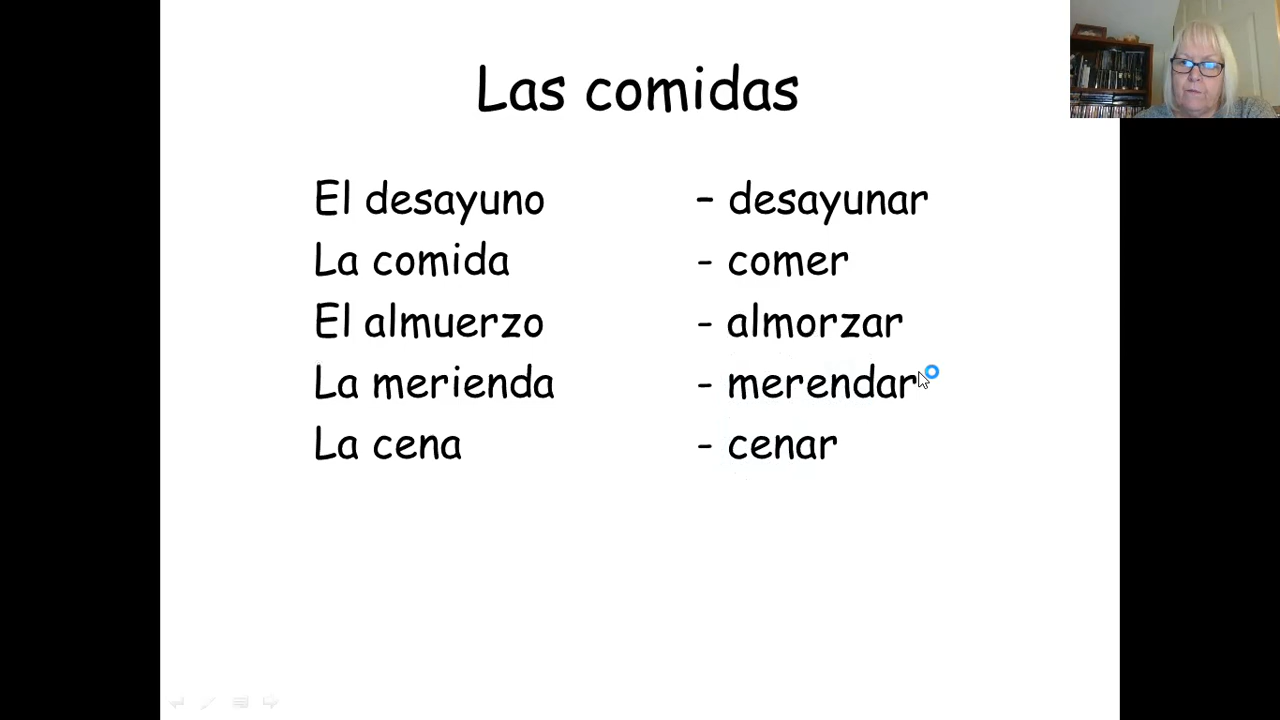 Las comidas
El desayuno – desayunar
La comida - comer
El almuerzo - almorzar
La merienda - merendar
La cena - cenar